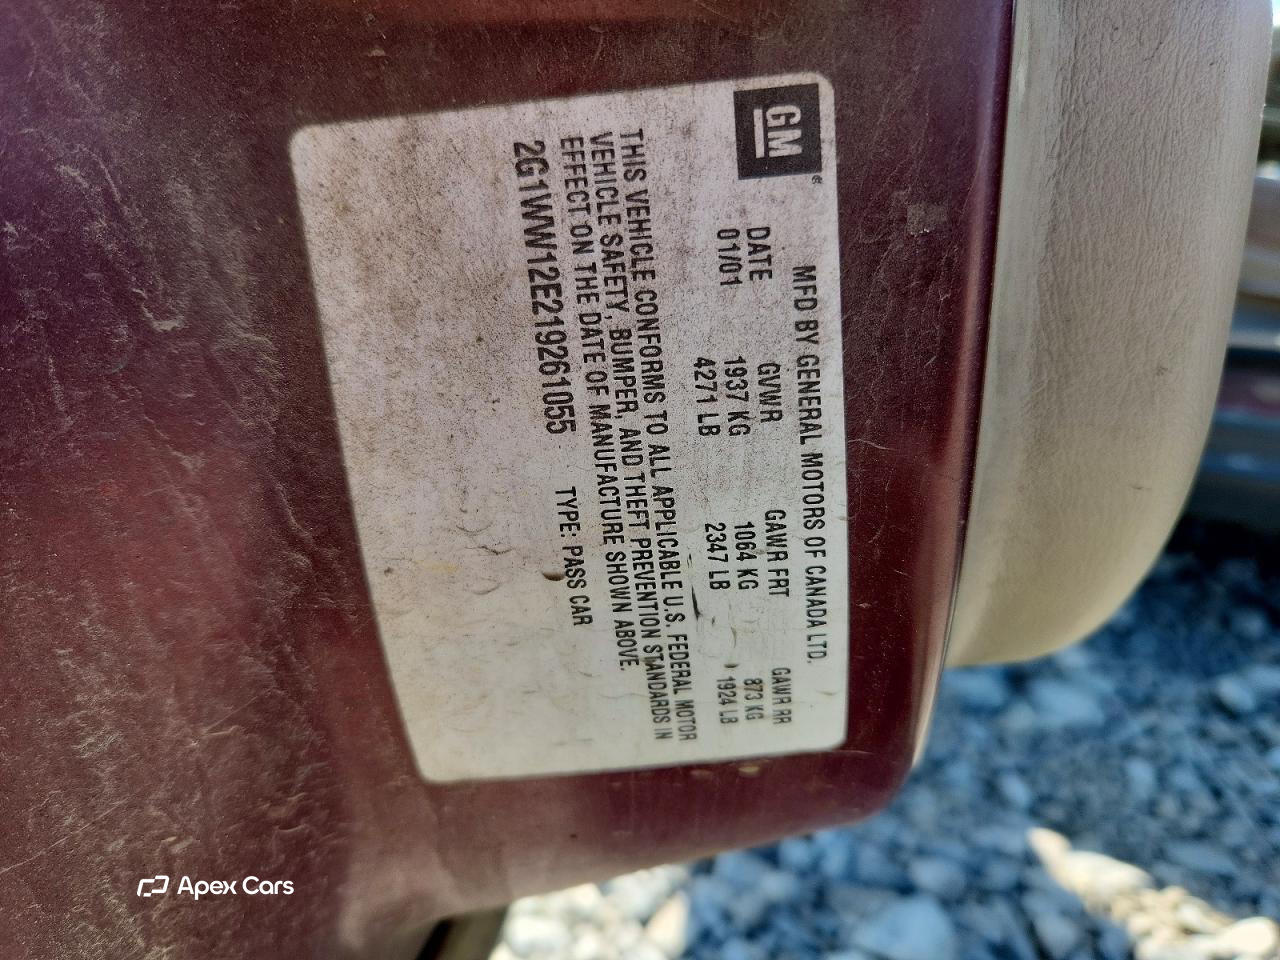 GM
MFD BY GENERAL MOTORS OF CANADA LTD.
DATE GVWR GAWR FRT GAWR RR
01/01 1937 KG 1064 KG 873 KG
4271 LB 2347 LB 1924 LB
THIS VEHICLE CONFORMS TO ALL APPLICABLE U.S. FEDERAL MOTOR
VEHICLE SAFETY, BUMPER, AND THEFT PREVENTION STANDARDS IN
EFFECT ON THE DATE OF MANUFACTURE SHOWN ABOVE.
2G1WW12E219261055 TYPE: PASS CAR
Apex Cars